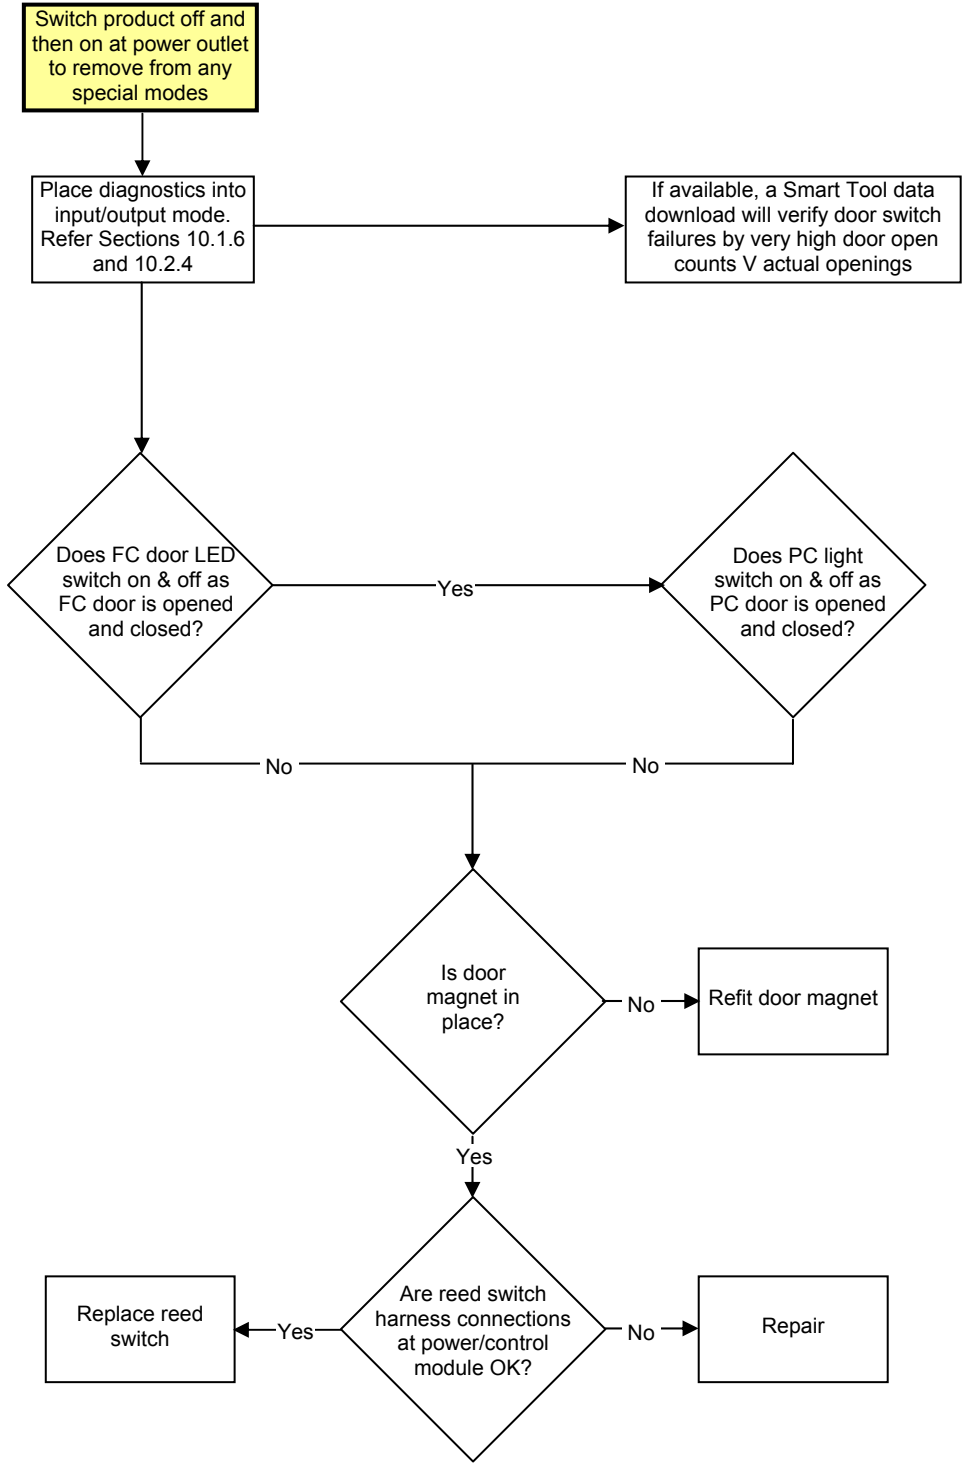 Switch product off and
then on at power outlet
to remove from any
special modes
Place diagnostics into
input/output mode.
Refer Sections 10.1.6
and 10.2.4
If available, a Smart Tool data
download will verify door switch
failures by very high door open
counts V actual openings
Does FC door LED
switch on & off as
FC door is opened
and closed?
Yes
Does PC light
switch on & off as
PC door is opened
and closed?
No
No
Is door
magnet in
place?
No
Refit door magnet
Yes
Are reed switch
harness connections
at power/control
module OK?
Yes
Replace reed
switch
No
Repair